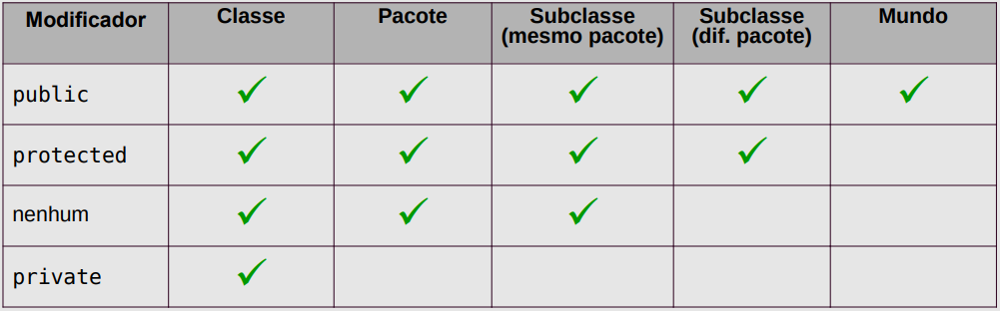 Modificador Classe Pacote Subclasse (mesmo pacote) Subclasse (dif. pacote) Mundo
public ✓ ✓ ✓ ✓ ✓
protected ✓ ✓ ✓ ✓
nenhum ✓ ✓ ✓
private ✓